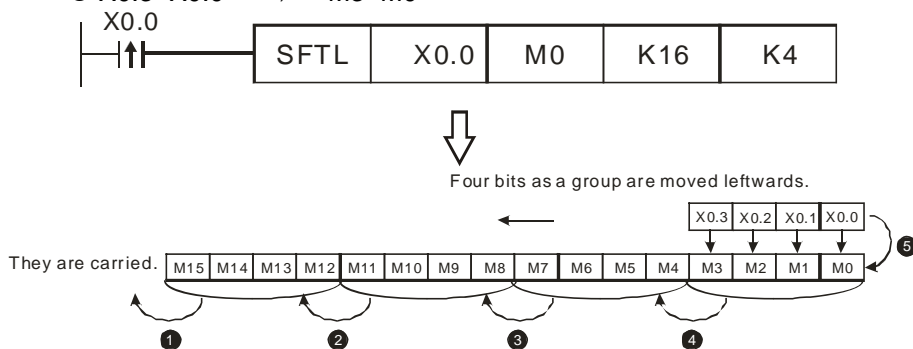 X0.0
SFTL X0.0 M0 K16 K4
Four bits as a group are moved leftwards.
X0.3 X0.2 X0.1 X0.0
5
They are carried. M15 M14 M13 M12 M11 M10 M9 M8 M7 M6 M5 M4 M3 M2 M1 M0
1 2 3 4